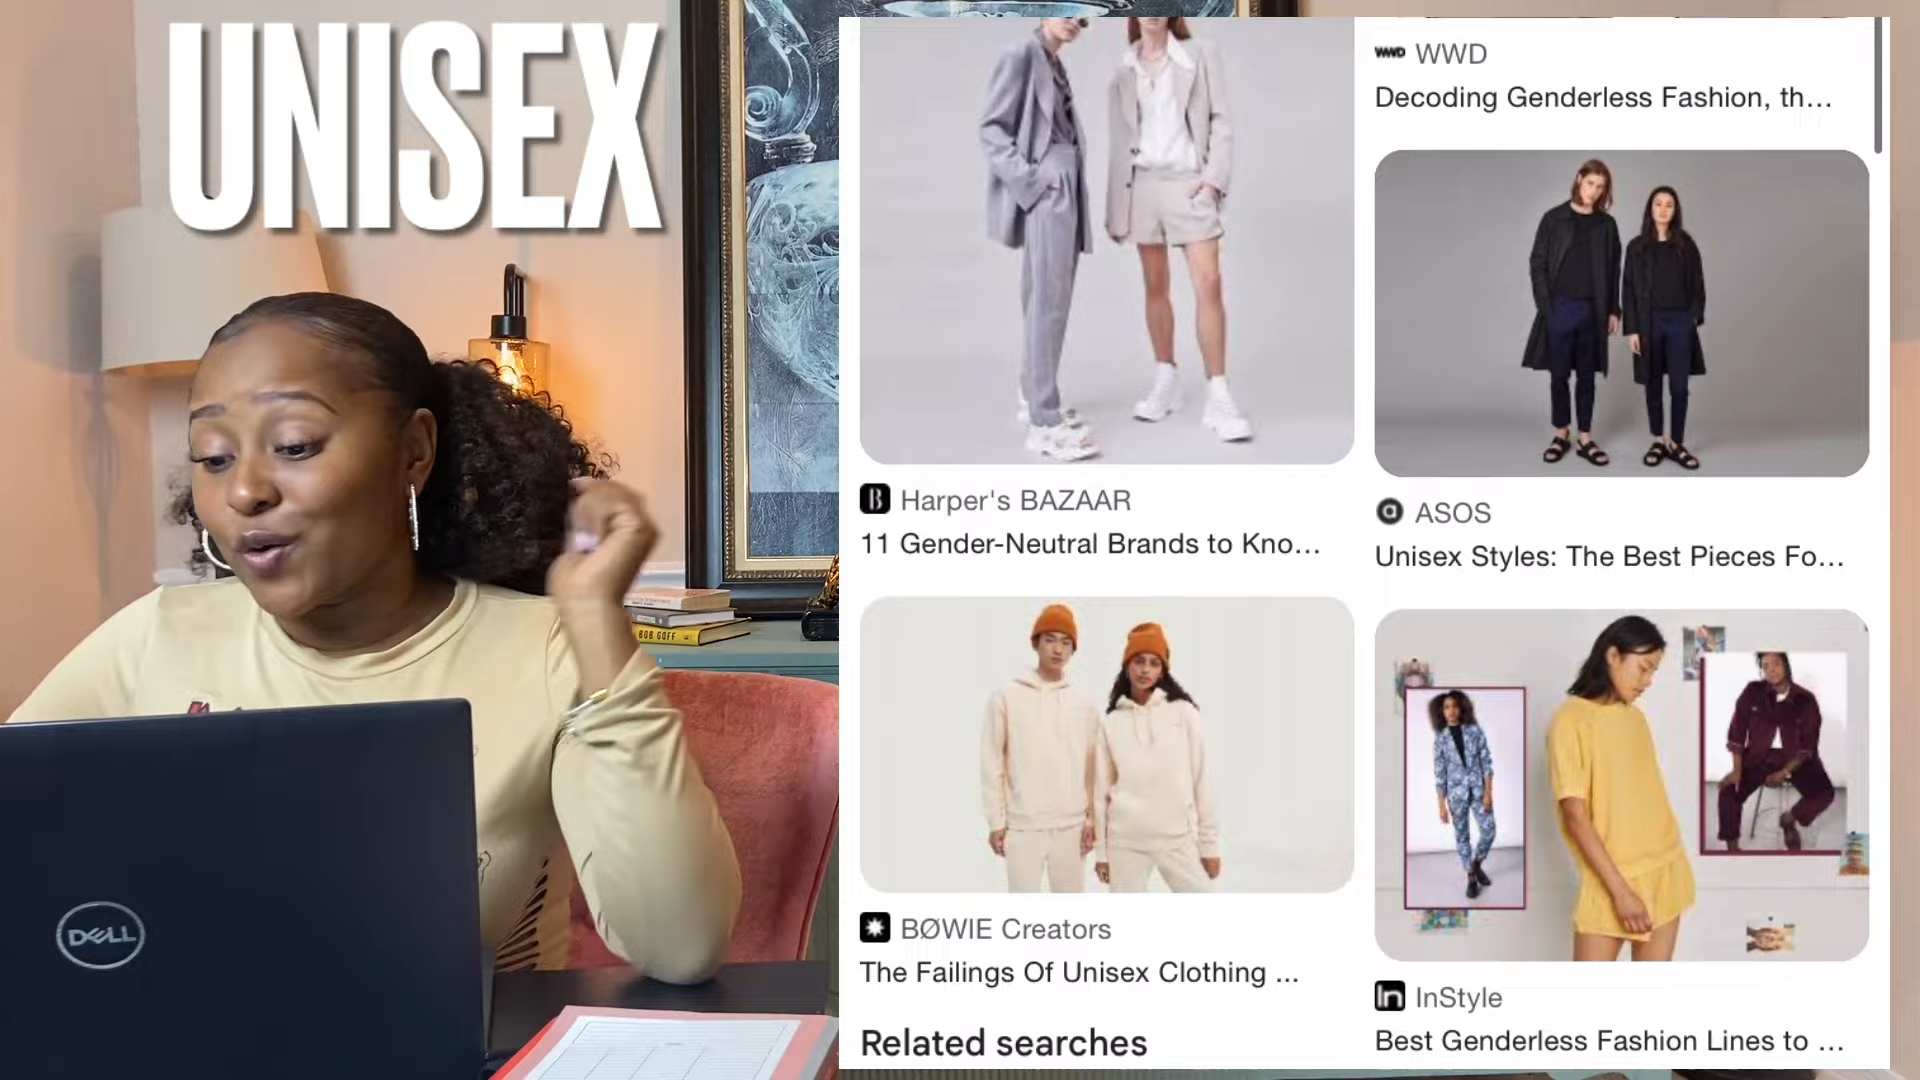 UNISEX
BOB GOFF
DELL
WWD WWD
Decoding Genderless Fashion, th...
Harper's BAZAAR
11 Gender-Neutral Brands to Kno...
ASOS
Unisex Styles: The Best Pieces Fo...
BØWIE Creators
The Failings Of Unisex Clothing ...
In InStyle
Best Genderless Fashion Lines to ...
Related searches